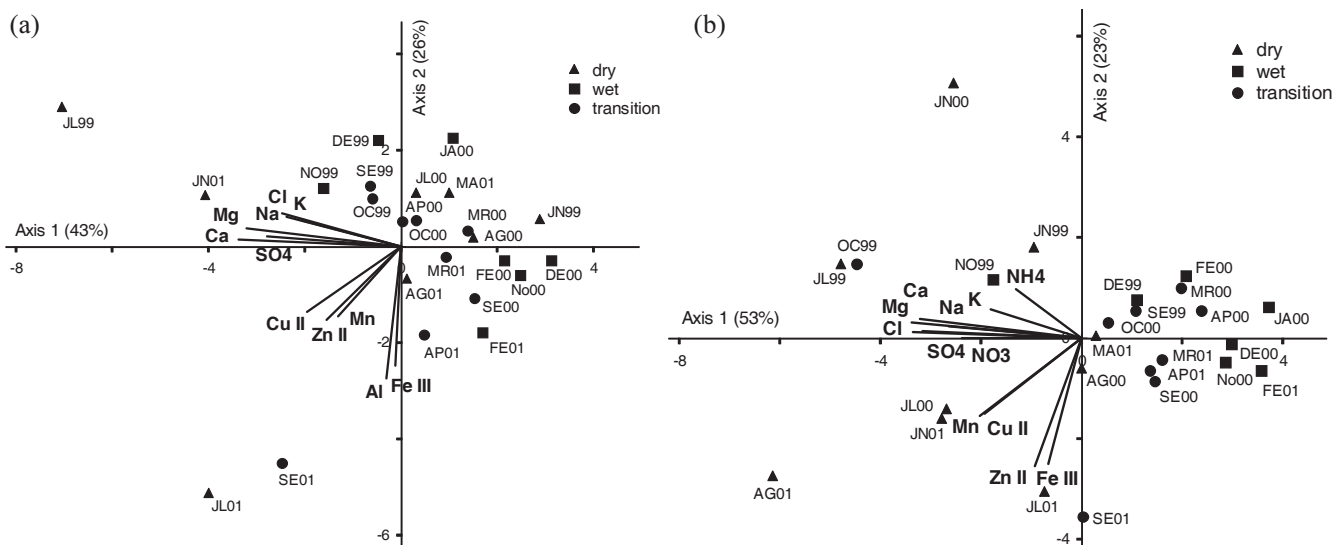 (a)
Axis 2 (26%)
dry
wet
transition
JL99
DE99
2
JA00
NO99
SE99
JL00
MA01
JN01
Cl
K
OC99
AP00
JN99
Mg
Na
MR00
Axis 1 (43%)
OC00
AG00
Ca
SO4
-8
-4
0
4
MR01
FE00
DE00
AG01
No00
Cu II
Zn II
Mn
SE00
-2
AP01
FE01
Al
Fe III
SE01
JL01
-6
(b)
Axis 2 (23%)
dry
wet
transition
JN00
4
JN99
OC99
JL99
NO99
NH4
FE00
Ca
DE99
MR00
Mg
Na
K
SE99
AP00
JA00
Axis 1 (53%)
Cl
OC00
-8
-4
0
4
SO4
NO3
MA01
MR01
DE00
AG00
AP01
No00
FE01
SE00
JL00
JN01
Mn
Cu II
Zn II
Fe III
AG01
JL01
SE01
-4